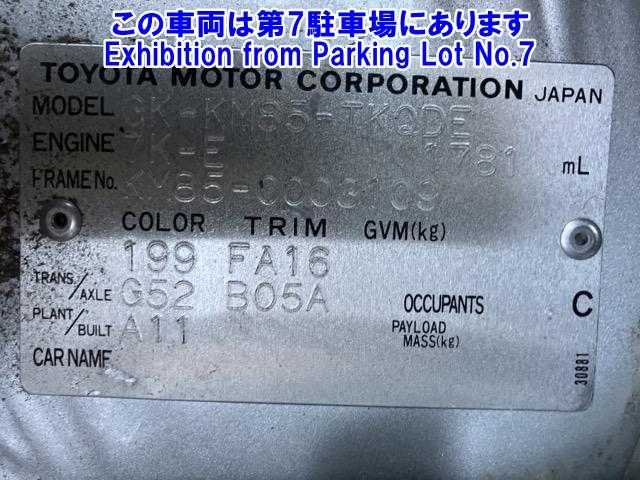 この車両は第7駐車場にあります
Exhibition from Parking Lot No.7
TOYOTA MOTOR CORPORATION JAPAN
MODEL GK-KM85-TKQDE
ENGINE 7K-E 1781 mL
FRAME No. KM85-0003109
COLOR TRIM GVM(kg)
199 FA16
TRANS./AXLE G52 B05A OCCUPANTS C
PLANT/BUILT A11 PAYLOAD MASS(kg)
CAR NAME
30881